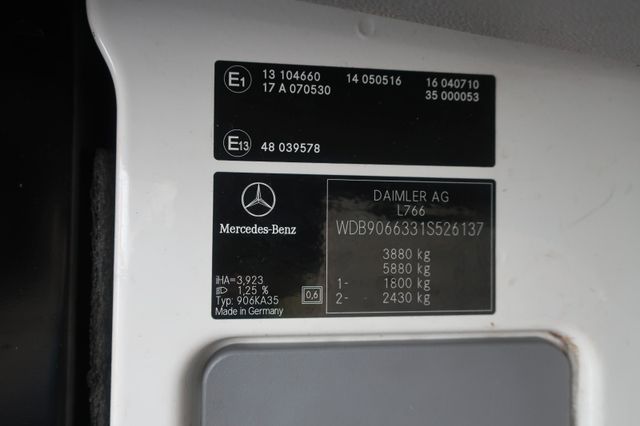 E1 13 104660 14 050516 16 040710
17 A 070530 35 000053
E13 48 039578
Mercedes-Benz
DAIMLER AG
L766
WDB9066331S526137
3880 kg
5880 kg
1- 1800 kg
2- 2430 kg
iHA=3,923
1,25 %
Typ: 906KA35
0,6
Made in Germany